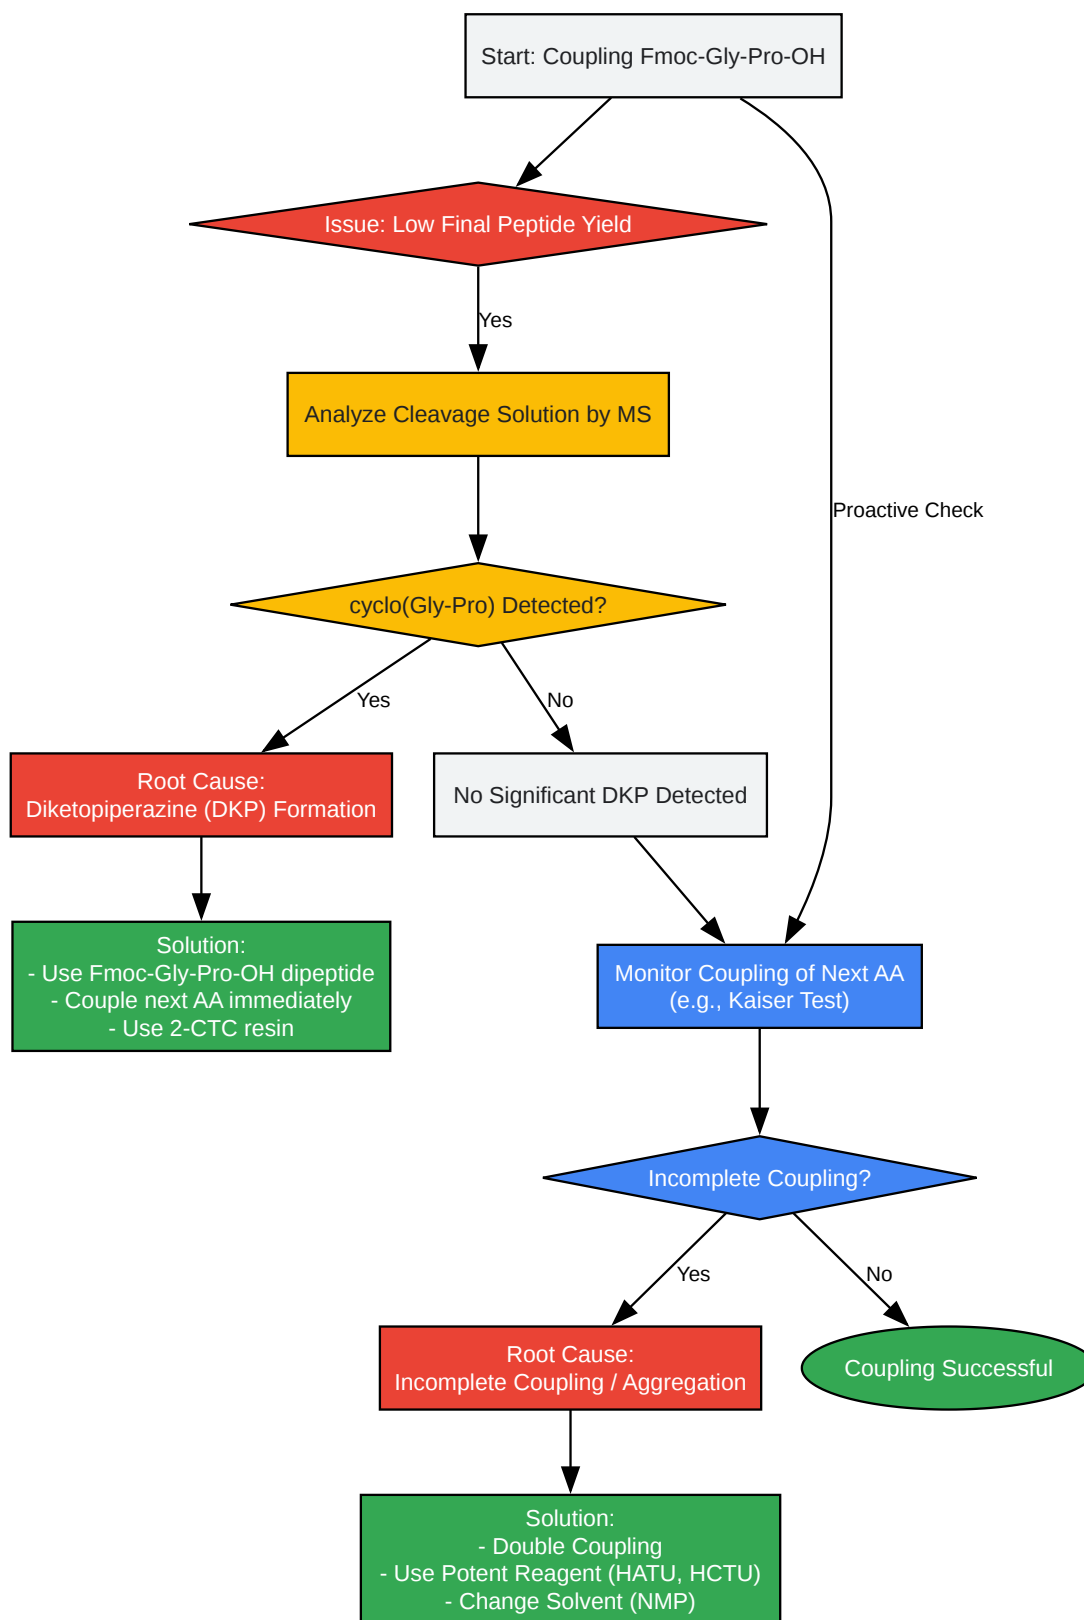 Start: Coupling Fmoc-Gly-Pro-OH
Issue: Low Final Peptide Yield
Yes
Analyze Cleavage Solution by MS
Proactive Check
cyclo(Gly-Pro) Detected?
Yes
No
Root Cause:
Diketopiperazine (DKP) Formation
No Significant DKP Detected
Solution:
- Use Fmoc-Gly-Pro-OH dipeptide
- Couple next AA immediately
- Use 2-CTC resin
Monitor Coupling of Next AA
(e.g., Kaiser Test)
Incomplete Coupling?
Yes
No
Root Cause:
Incomplete Coupling / Aggregation
Coupling Successful
Solution:
- Double Coupling
- Use Potent Reagent (HATU, HCTU)
- Change Solvent (NMP)